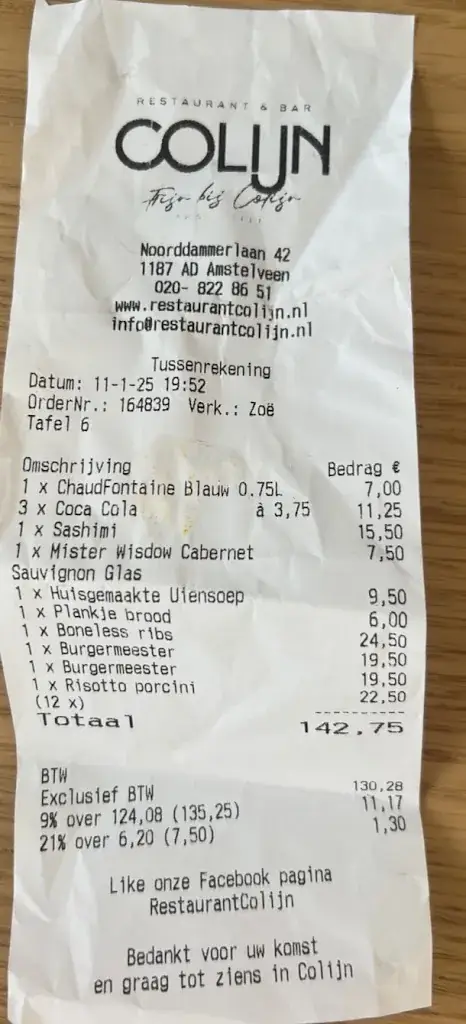 RESTAURANT & BAR
COLIJN
Fijn bij Colijn
Noorddammerlaan 42
1187 AD Amstelveen
020- 822 86 51
www.restaurantcolijn.nl
info@restaurantcolijn.nl
Tussenrekening
Datum: 11-1-25 19:52
OrderNr.: 164839 Verk.: Zoë
Tafel 6
Omschrijving Bedrag €
1 x ChaudFontaine Blauw 0.75L 7,00
3 x Coca Cola à 3,75 11,25
1 x Sashimi 15,50
1 x Mister Wisdow Cabernet 7,50
Sauvignon Glas
1 x Huisgemaakte Uiensoep 9,50
1 x Plankje brood 6,00
1 x Boneless ribs 24,50
1 x Burgermeester 19,50
1 x Burgermeester 19,50
1 x Risotto porcini 22,50
(12 x) ------------
Totaal 142,75
BTW
Exclusief BTW 130,28
9% over 124,08 (135,25) 11,17
21% over 6,20 (7,50) 1,30
Like onze Facebook pagina
RestaurantColijn
Bedankt voor uw komst
en graag tot ziens in Colijn